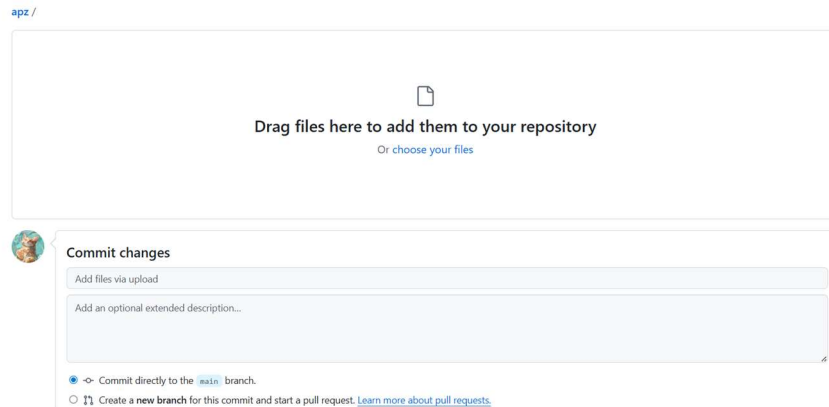 apz /
Drag files here to add them to your repository
Or choose your files
Commit changes
Add files via upload
Add an optional extended description...
Commit directly to the main branch.
Create a new branch for this commit and start a pull request. Learn more about pull requests.